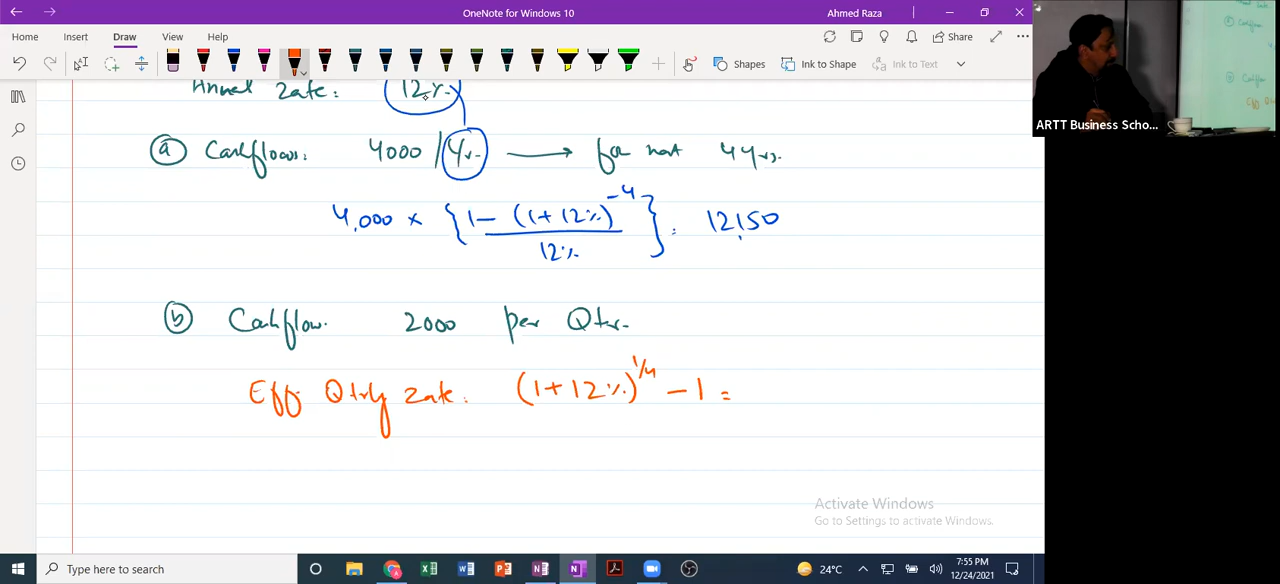 OneNote for Windows 10
Ahmed Raza
Home Insert Draw View Help
Share
Shapes Ink to Shape Ink to Text
ARTT Business Scho...
Annual rate: 12%
(a) Cashflows: 4000 / yr. → for next 4 yrs.
4,000 × { 1 – (1+12%)^-4 / 12% } = 12,150
(b) Cashflow. 2000 per Qtr.
Eff. Qtrly rate: (1+12%)^1/4 – 1 =
Activate Windows
Go to Settings to activate Windows.
Type here to search
24°C
7:55 PM
12/24/2021